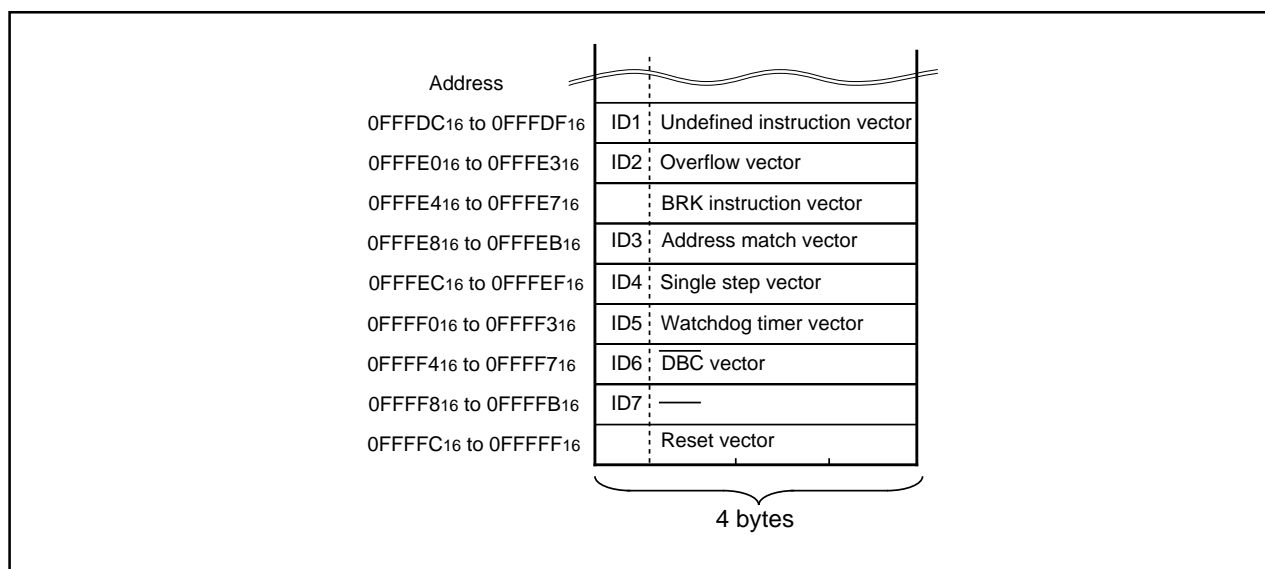 Address
0FFFDC16 to 0FFFDF16 ID1 Undefined instruction vector
0FFFE016 to 0FFFE316 ID2 Overflow vector
0FFFE416 to 0FFFE716 BRK instruction vector
0FFFE816 to 0FFFEB16 ID3 Address match vector
0FFFEC16 to 0FFFEF16 ID4 Single step vector
0FFFF016 to 0FFFF316 ID5 Watchdog timer vector
0FFFF416 to 0FFFF716 ID6 D̅B̅C̅ vector
0FFFF816 to 0FFFFB16 ID7 —
0FFFFC16 to 0FFFFF16 Reset vector
4 bytes